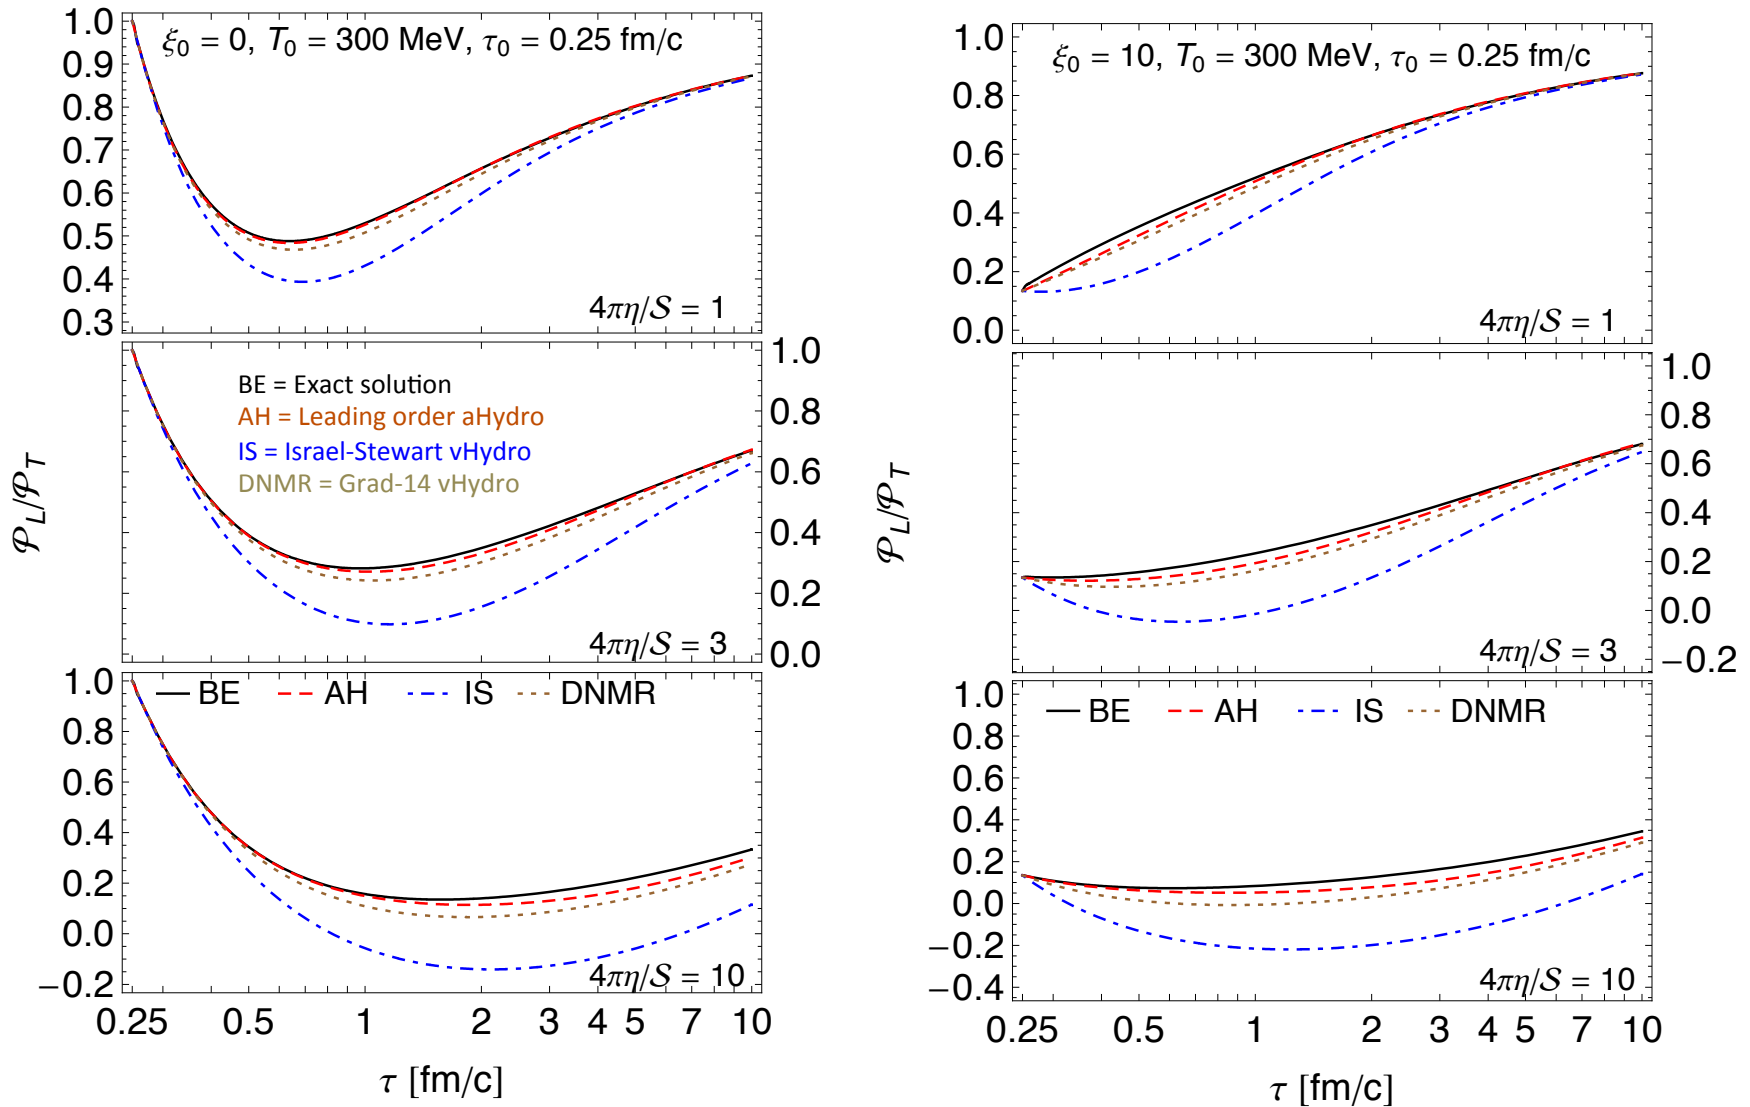 ξ₀ = 0, T₀ = 300 MeV, τ₀ = 0.25 fm/c
1.0
0.9
0.8
0.7
0.6
0.5
0.4
0.3
4πη/𝒮 = 1
BE = Exact solution
AH = Leading order aHydro
IS = Israel-Stewart vHydro
DNMR = Grad-14 vHydro
1.0
0.8
0.6
0.4
0.2
0.0
4πη/𝒮 = 3
𝒫_L/𝒫_T
BE AH IS DNMR
1.0
0.8
0.6
0.4
0.2
0.0
−0.2
4πη/𝒮 = 10
0.25 0.5 1 2 3 4 5 7 10
τ [fm/c]
ξ₀ = 10, T₀ = 300 MeV, τ₀ = 0.25 fm/c
1.0
0.8
0.6
0.4
0.2
0.0
4πη/𝒮 = 1
1.0
0.8
0.6
0.4
0.2
0.0
−0.2
4πη/𝒮 = 3
𝒫_L/𝒫_T
BE AH IS DNMR
1.0
0.8
0.6
0.4
0.2
0.0
−0.2
−0.4
4πη/𝒮 = 10
0.25 0.5 1 2 3 4 5 7 10
τ [fm/c]